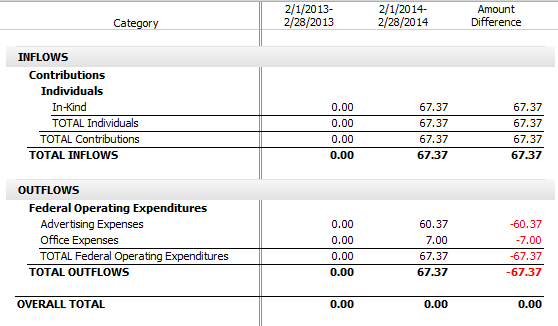 Category 2/1/2013- 2/28/2013 2/1/2014- 2/28/2014 Amount Difference
INFLOWS
Contributions
Individuals
In-Kind 0.00 67.37 67.37
TOTAL Individuals 0.00 67.37 67.37
TOTAL Contributions 0.00 67.37 67.37
TOTAL INFLOWS 0.00 67.37 67.37
OUTFLOWS
Federal Operating Expenditures
Advertising Expenses 0.00 60.37 -60.37
Office Expenses 0.00 7.00 -7.00
TOTAL Federal Operating Expenditures 0.00 67.37 -67.37
TOTAL OUTFLOWS 0.00 67.37 -67.37
OVERALL TOTAL 0.00 0.00 0.00